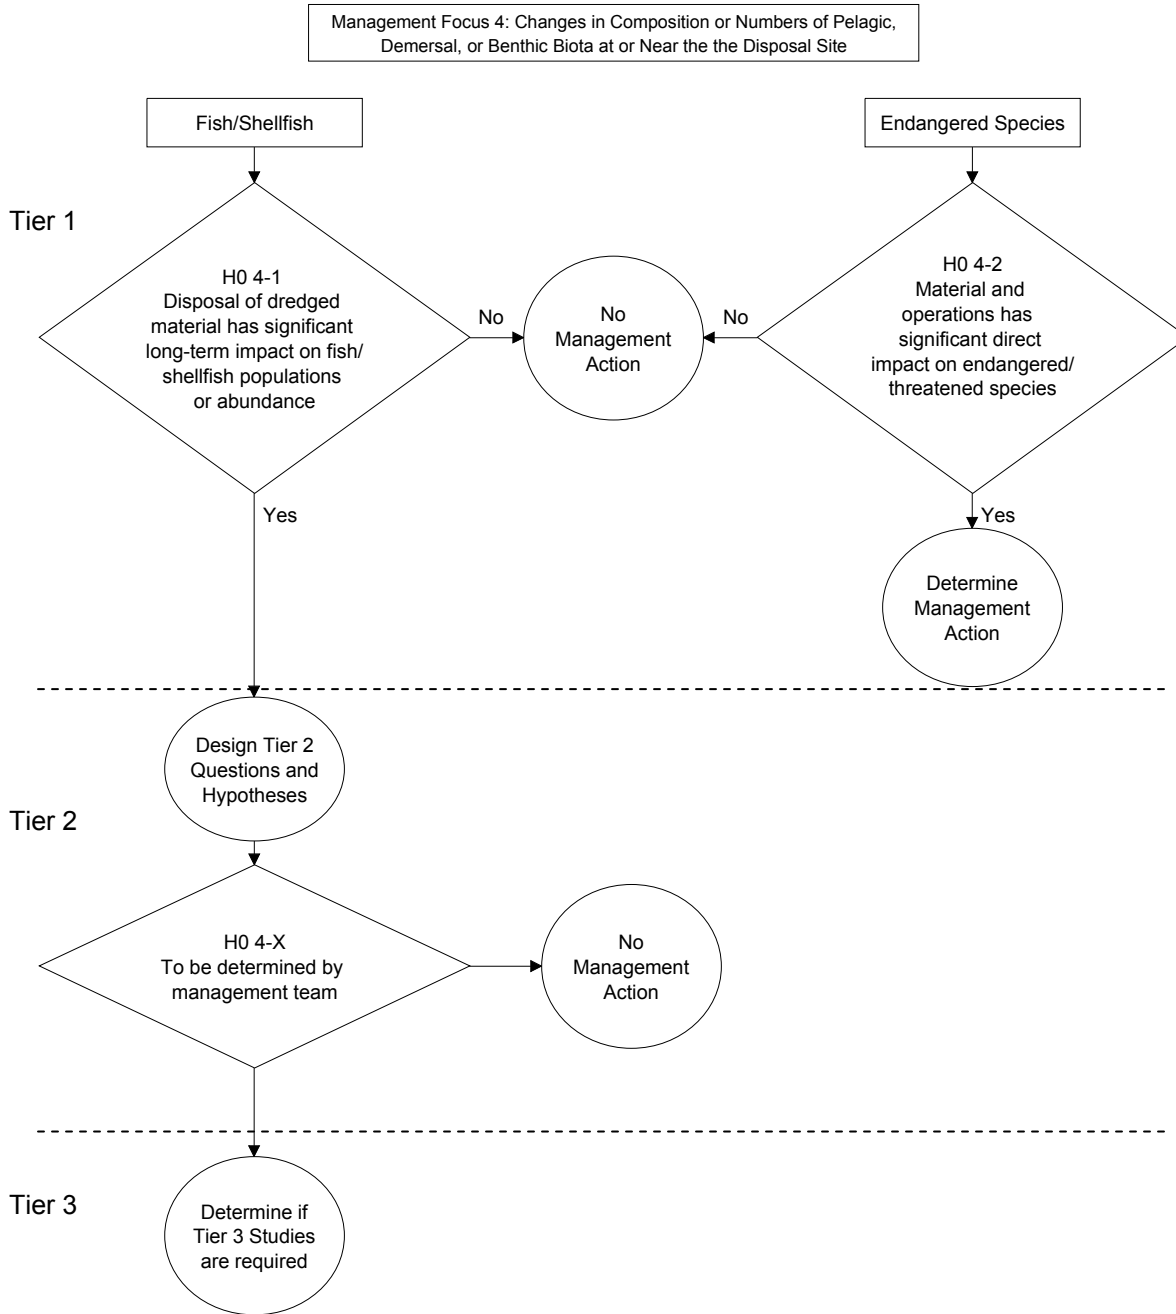 Management Focus 4: Changes in Composition or Numbers of Pelagic,
Demersal, or Benthic Biota at or Near the the Disposal Site
Fish/Shellfish
Endangered Species
Tier 1
H0 4-1
Disposal of dredged
material has significant
long-term impact on fish/
shellfish populations
or abundance
No
No
Management
Action
No
H0 4-2
Material and
operations has
significant direct
impact on endangered/
threatened species
Yes
Yes
Determine
Management
Action
Design Tier 2
Questions and
Hypotheses
Tier 2
H0 4-X
To be determined by
management team
No
Management
Action
Tier 3
Determine if
Tier 3 Studies
are required